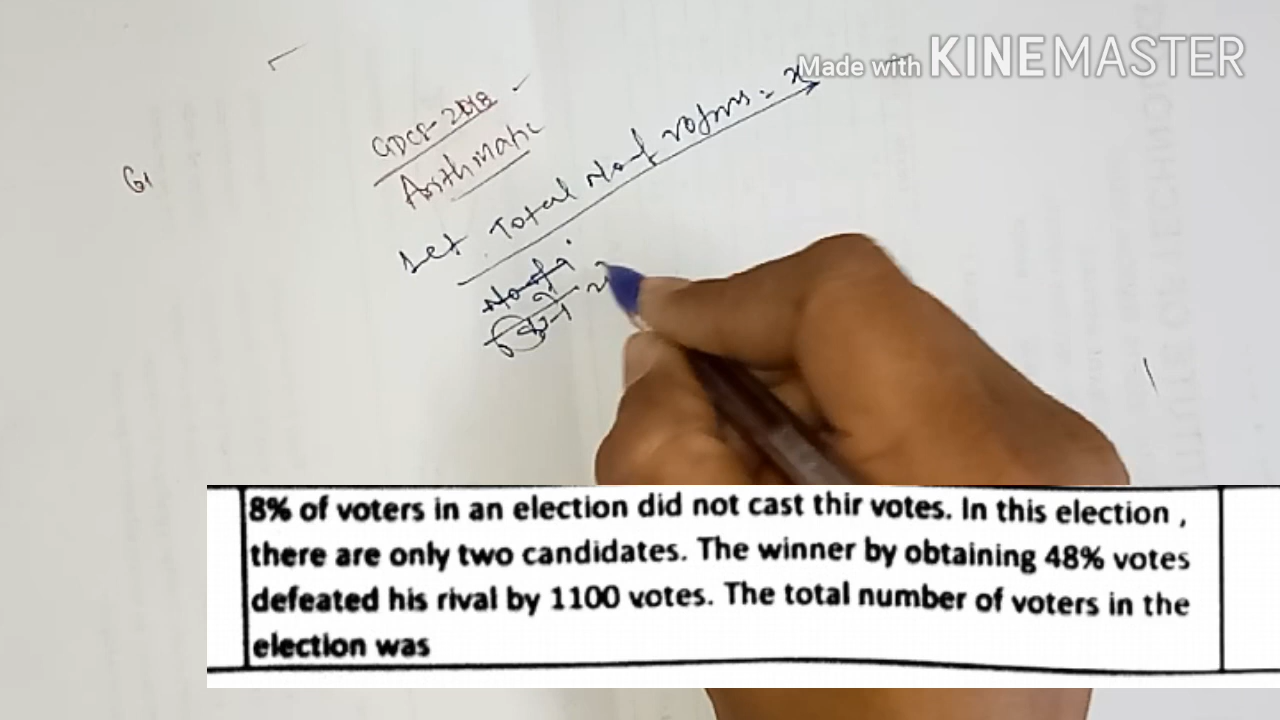 Made with KINEMASTER
GDCE-2018
Arithmatic
G1
Let Total No of voters = x
8% of voters in an election did not cast thir votes. In this election ,
there are only two candidates. The winner by obtaining 48% votes
defeated his rival by 1100 votes. The total number of voters in the
election was